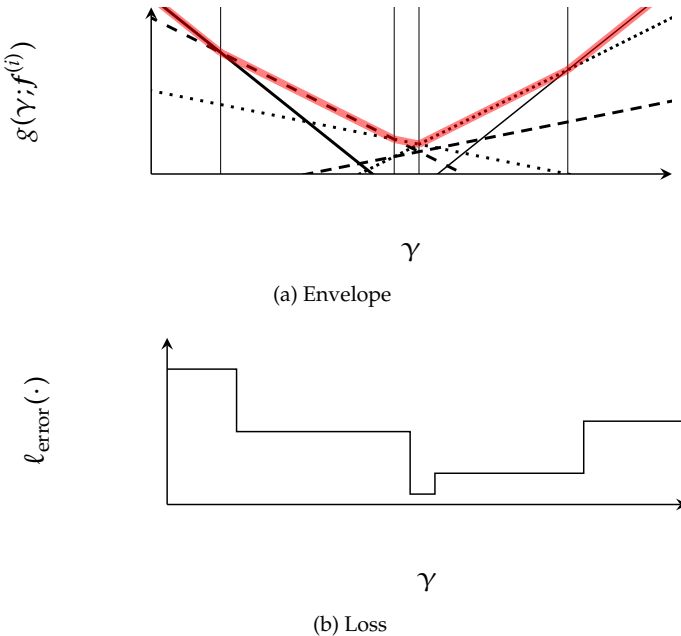 g(γ; f⁽ⁱ⁾)
γ
(a) Envelope
ℓ_error(·)
γ
(b) Loss